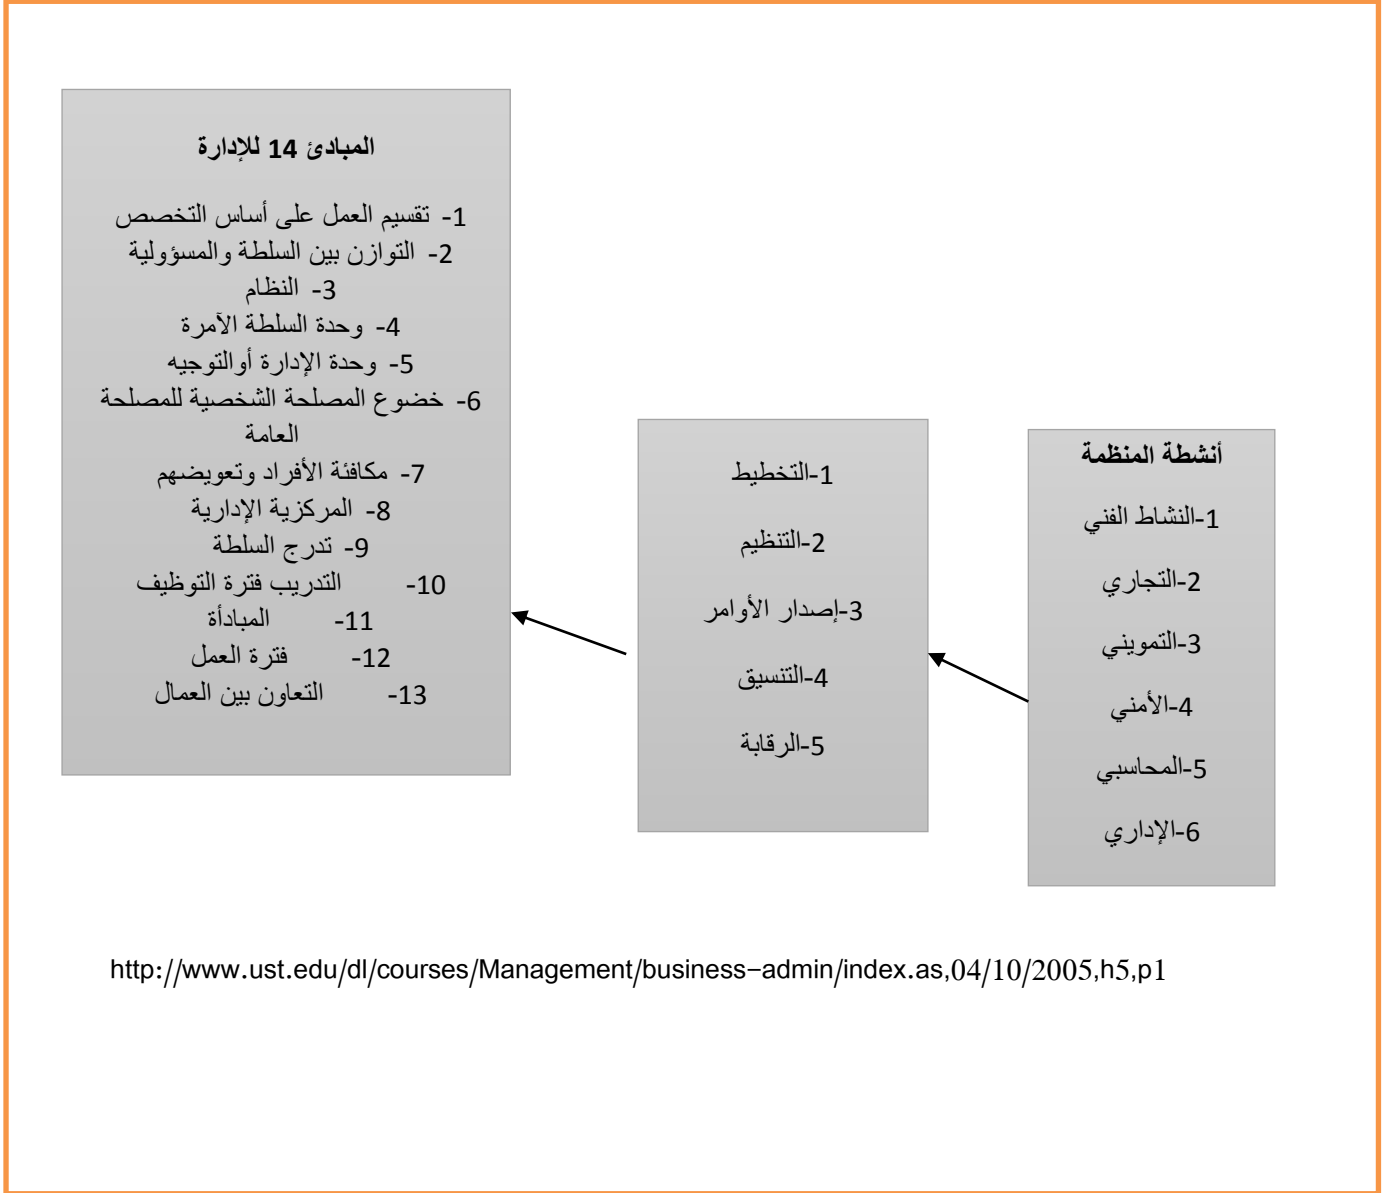 أنشطة المنظمة
1-النشاط الفني
2-التجاري
3-التمويني
4-الأمني
5-المحاسبي
6-الإداري
1-التخطيط
2-التنظيم
3-إصدار الأوامر
4-التنسيق
5-الرقابة
المبادئ 14 للإدارة
1- تقسيم العمل على أساس التخصص
2- التوازن بين السلطة والمسؤولية
3- النظام
4- وحدة السلطة الآمرة
5- وحدة الإدارة أوالتوجيه
6- خضوع المصلحة الشخصية للمصلحة
العامة
7- مكافئة الأفراد وتعويضهم
8- المركزية الإدارية
9- تدرج السلطة
10- التدريب فترة التوظيف
11- المبادأة
12- فترة العمل
13- التعاون بين العمال
http://www.ust.edu/dl/courses/Management/business-admin/index.as,04/10/2005,h5,p1